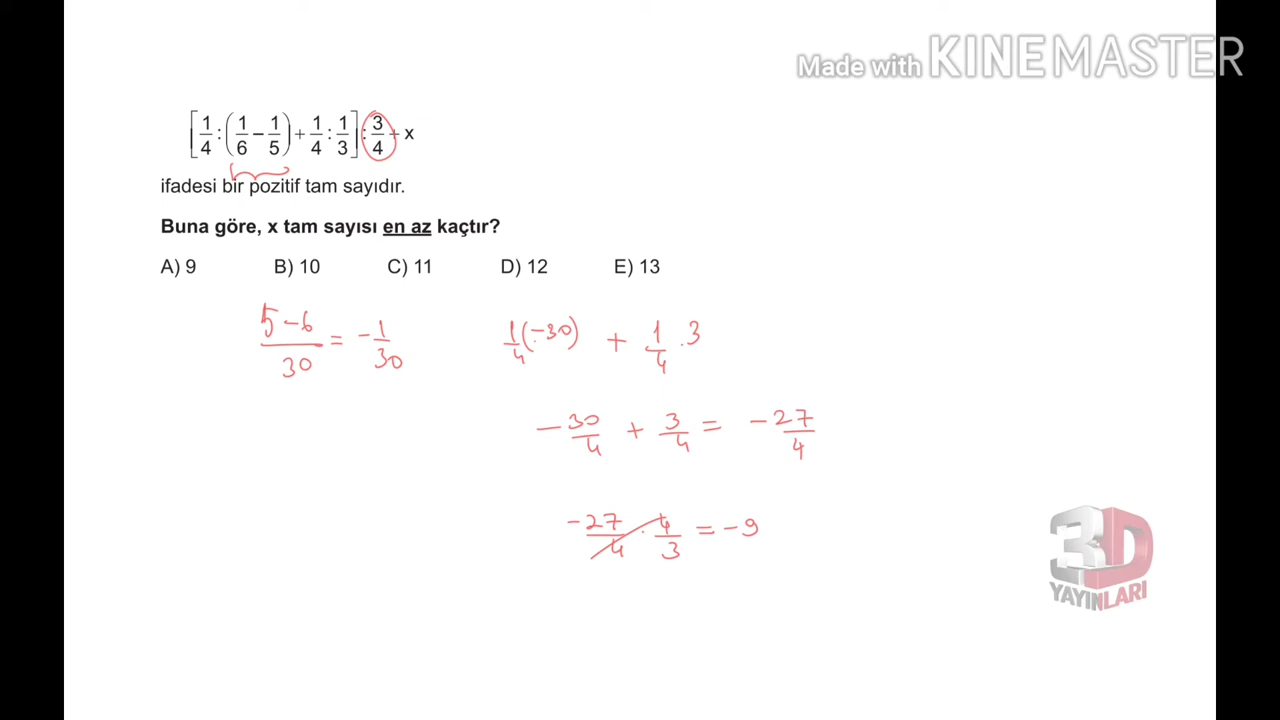 Made with KINEMASTER
[1/4 : (1/6 − 1/5) + 1/4 : 1/3] : 3/4 + x
ifadesi bir pozitif tam sayıdır.
Buna göre, x tam sayısı en az kaçtır?
A) 9 B) 10 C) 11 D) 12 E) 13
5−6/30 = −1/30 1/4 (·−30) + 1/4 · 3
−30/4 + 3/4 = −27/4
−27/4 · 4/3 = −9
3D
YAYINLARI